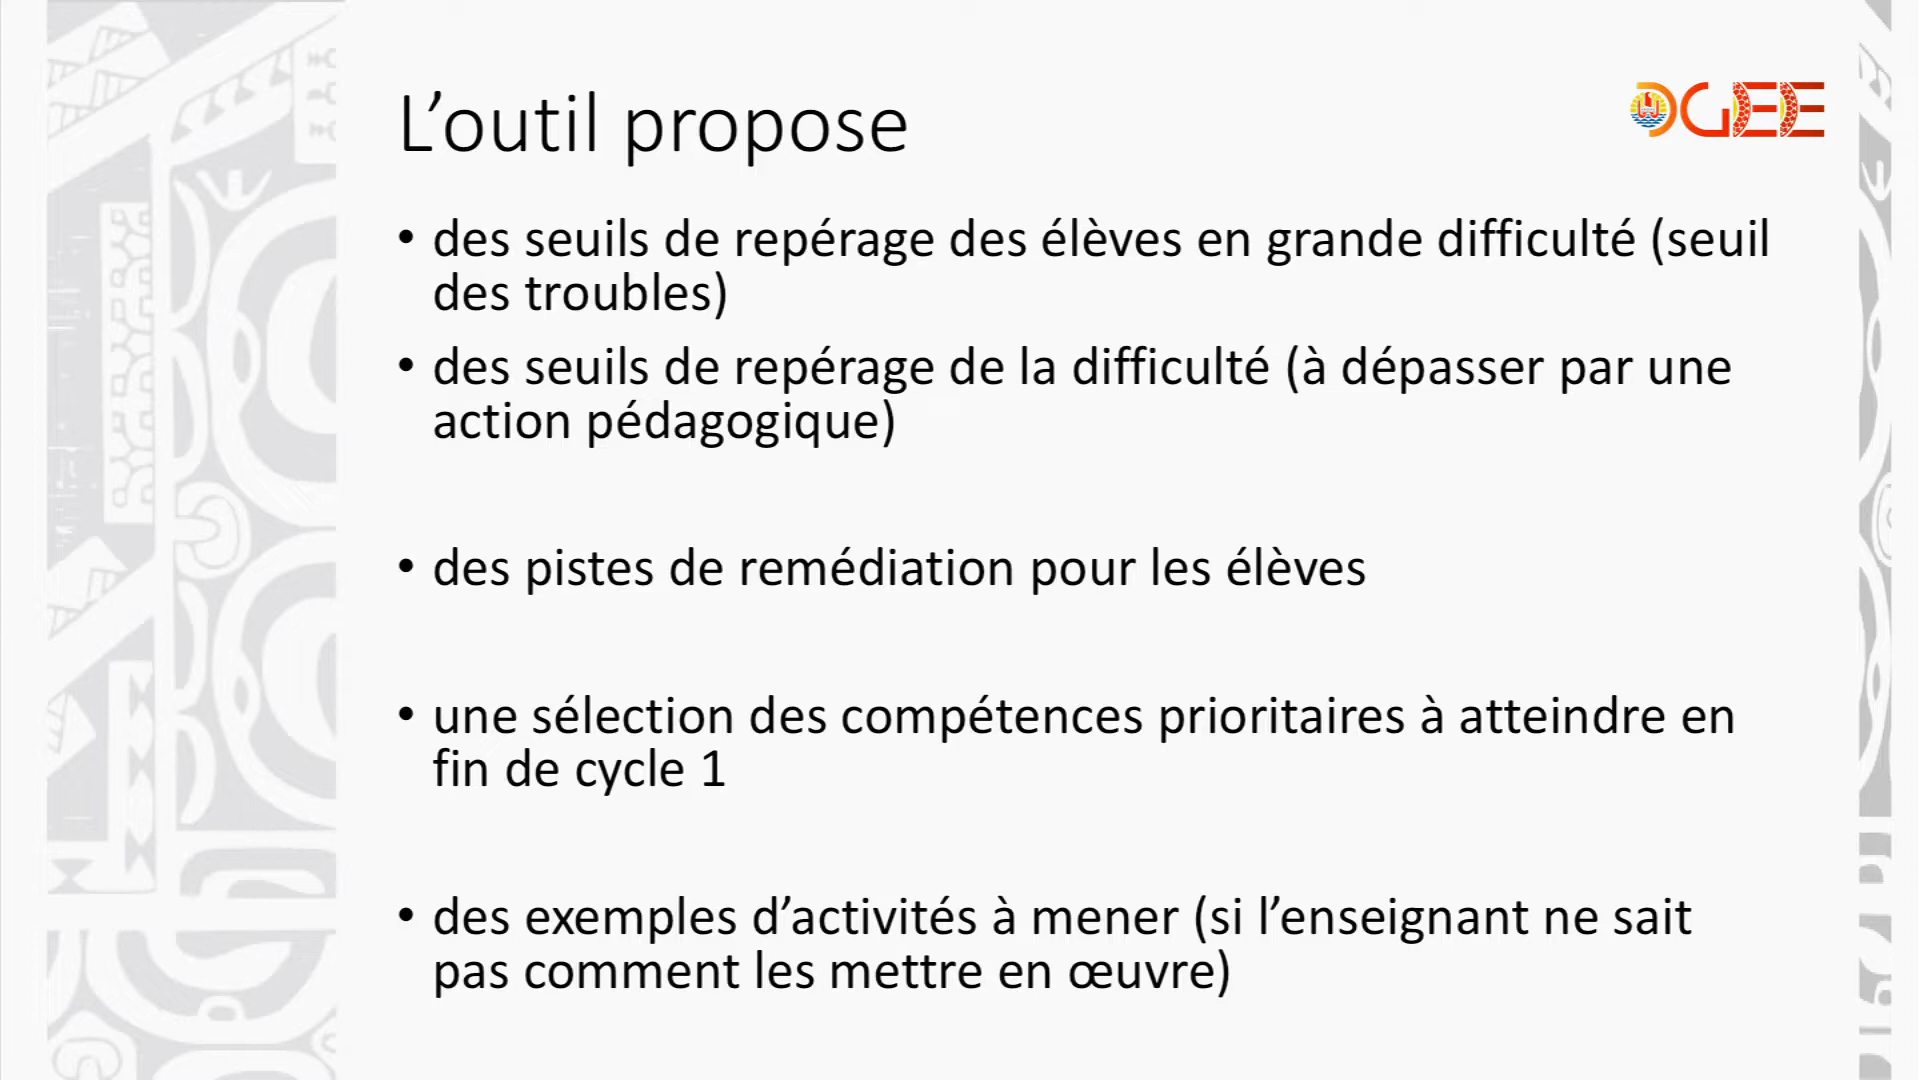 L’outil propose
DGEE
• des seuils de repérage des élèves en grande difficulté (seuil
des troubles)
• des seuils de repérage de la difficulté (à dépasser par une
action pédagogique)
• des pistes de remédiation pour les élèves
• une sélection des compétences prioritaires à atteindre en
fin de cycle 1
• des exemples d’activités à mener (si l’enseignant ne sait
pas comment les mettre en œuvre)